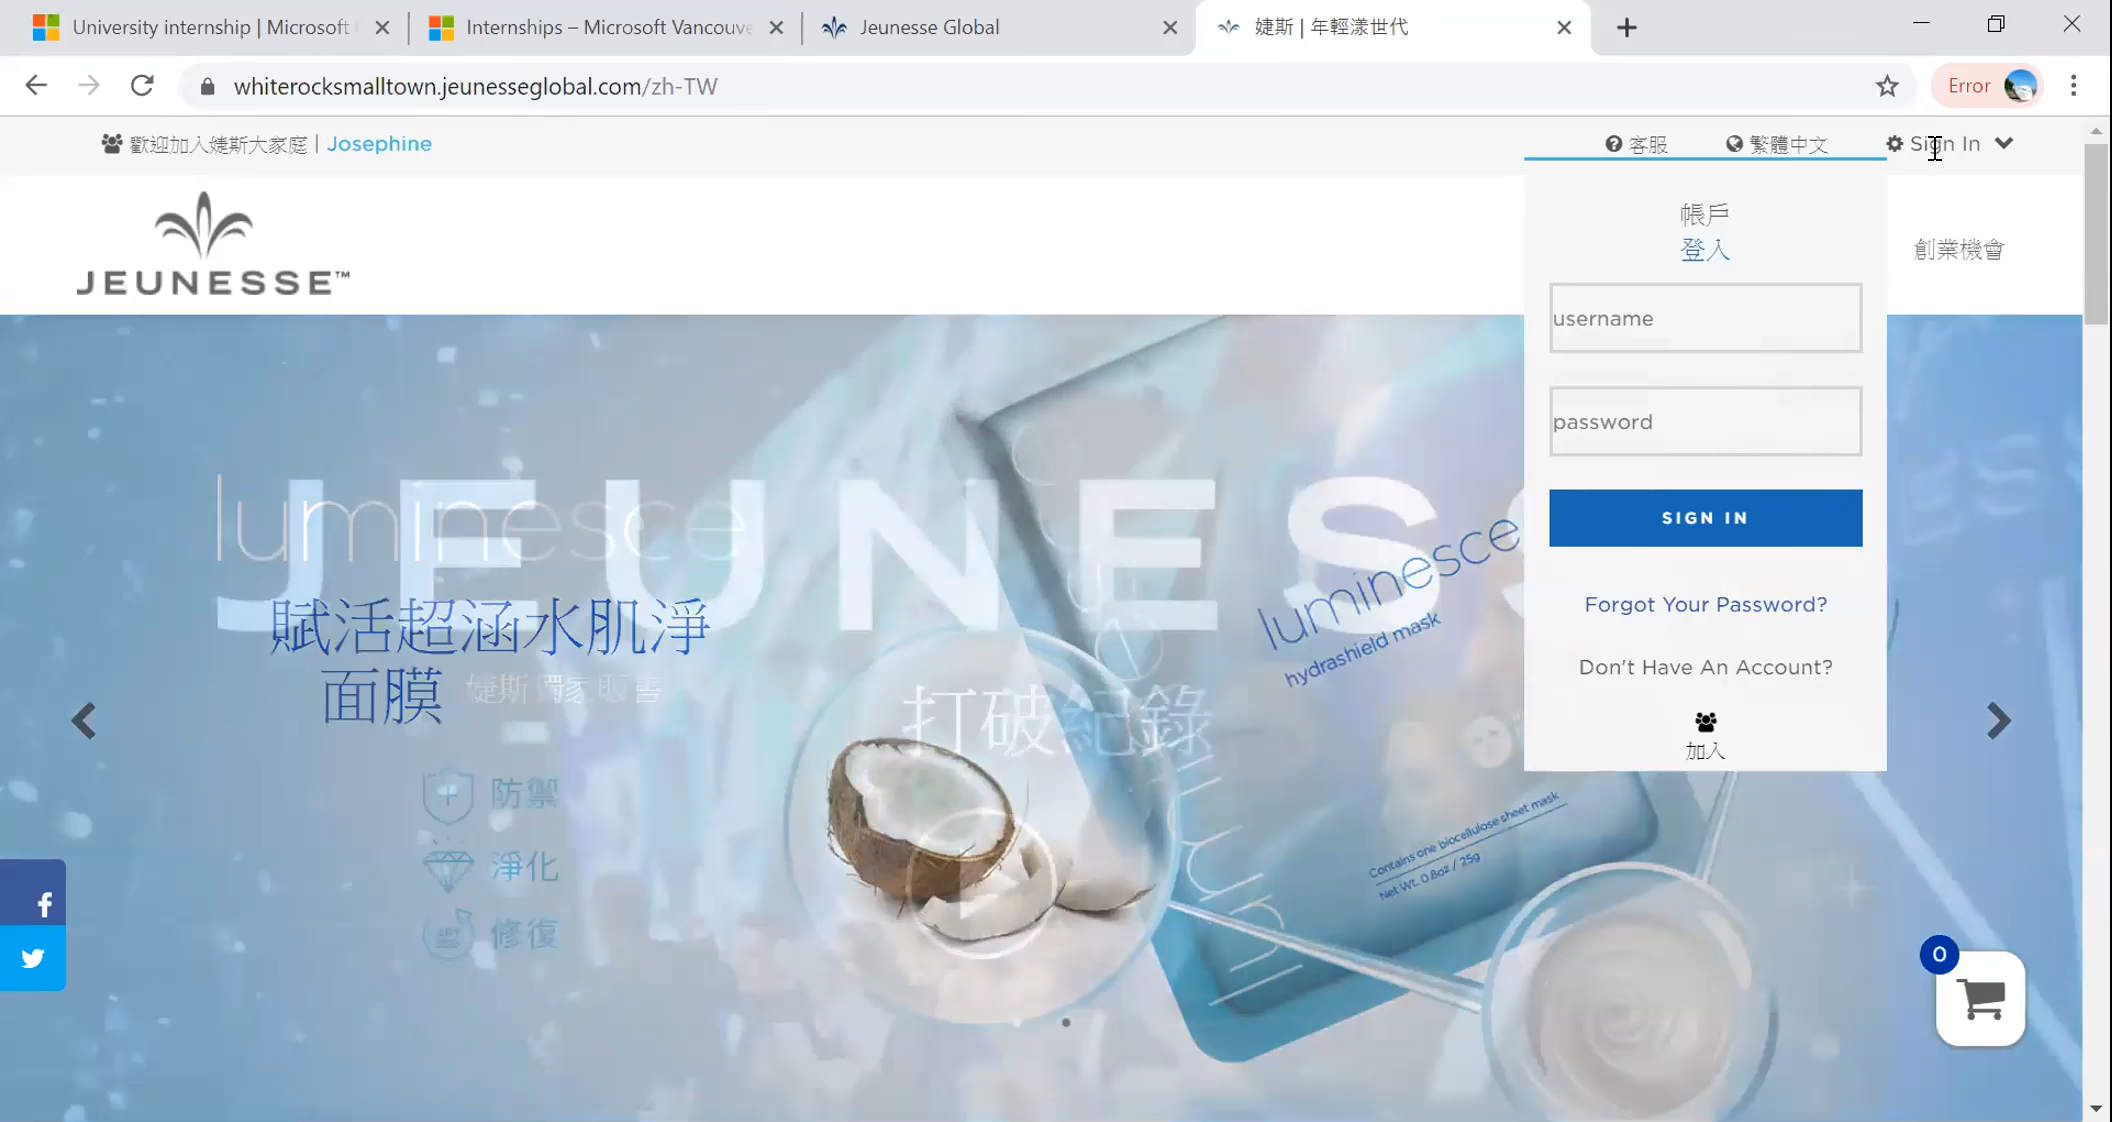 University internship | Microsoft
Internships – Microsoft Vancouve
Jeunesse Global
婕斯 | 年輕漾世代
whiterocksmalltown.jeunesseglobal.com/zh-TW
Error
歡迎加入婕斯大家庭 | Josephine
客服
繁體中文
Sign In
JEUNESSE™
創業機會
帳戶
登入
username
password
SIGN IN
Forgot Your Password?
Don't Have An Account?
加入
JEUNESS
luminesce
賦活超涵水肌淨
面膜
婕斯獨家販售
打破紀錄
防禦
淨化
修復
luminesce
hydrashield mask
Contains one biocellulose sheet mask
Net Wt. 0.8oz / 25g
0